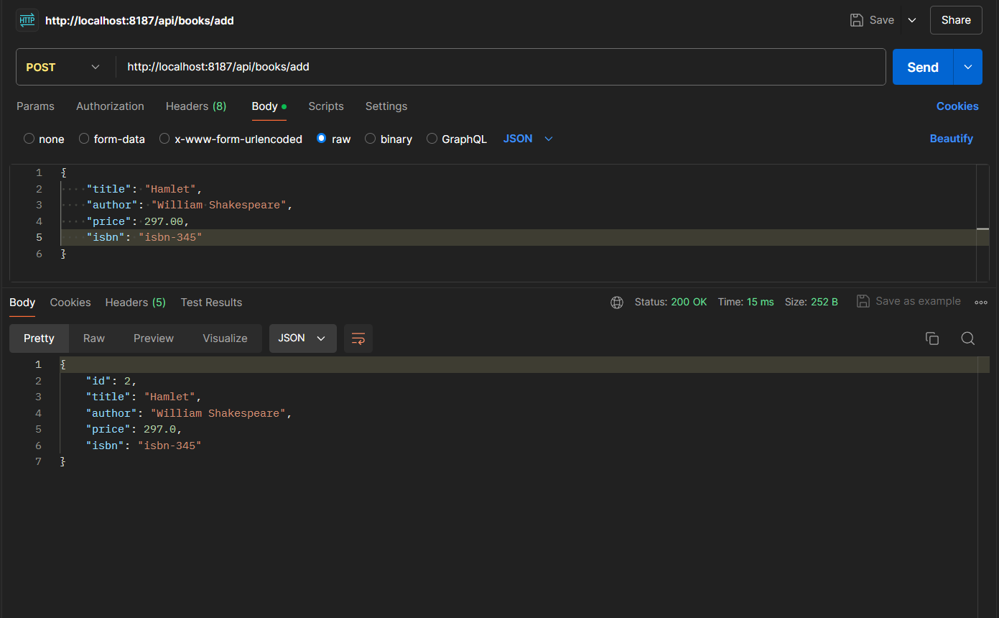 HTTP http://localhost:8187/api/books/add Save Share
POST http://localhost:8187/api/books/add Send
Params Authorization Headers (8) Body Scripts Settings Cookies
none form-data x-www-form-urlencoded raw binary GraphQL JSON Beautify
1 {
2 "title": "Hamlet",
3 "author": "William Shakespeare",
4 "price": 297.00,
5 "isbn": "isbn-345"
6 }
Body Cookies Headers (5) Test Results Status: 200 OK Time: 15 ms Size: 252 B Save as example
Pretty Raw Preview Visualize JSON
1 {
2 "id": 2,
3 "title": "Hamlet",
4 "author": "William Shakespeare",
5 "price": 297.0,
6 "isbn": "isbn-345"
7 }